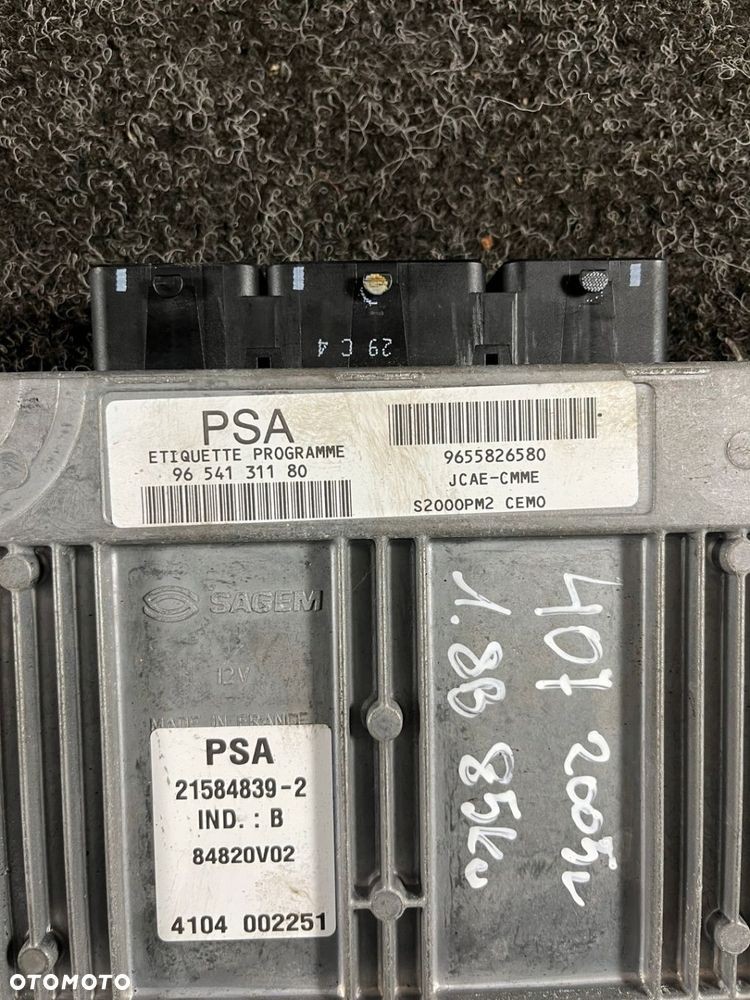 29 C 4
PSA
ETIQUETTE PROGRAMME
96 541 311 80
9655826580
JCAE-CMME
S2000PM2 CEMO
SAGEM
12V
MADE IN FRANCE
PSA
21584839-2
IND. : B
84820V02
4104 002251
407 2005r
1.8B 85kw
OTOMOTO